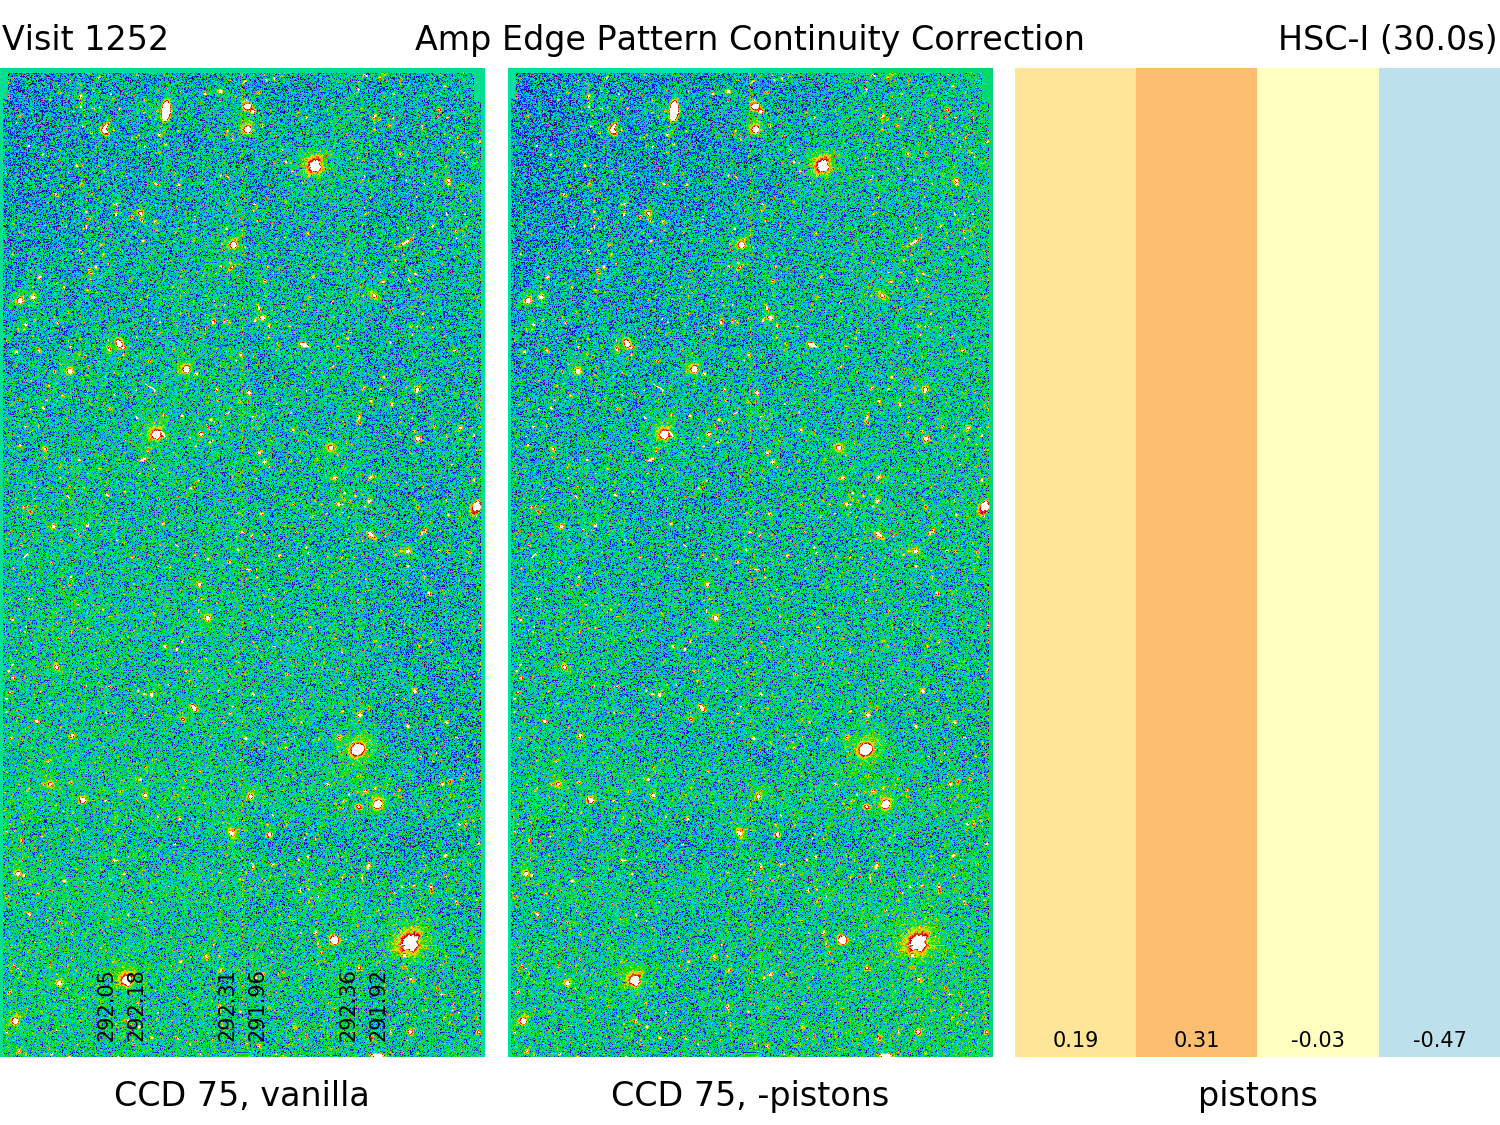 Visit 1252
Amp Edge Pattern Continuity Correction
HSC-I (30.0s)
292.05
292.18
292.31
291.96
292.36
291.92
0.19
0.31
-0.03
-0.47
CCD 75, vanilla
CCD 75, -pistons
pistons